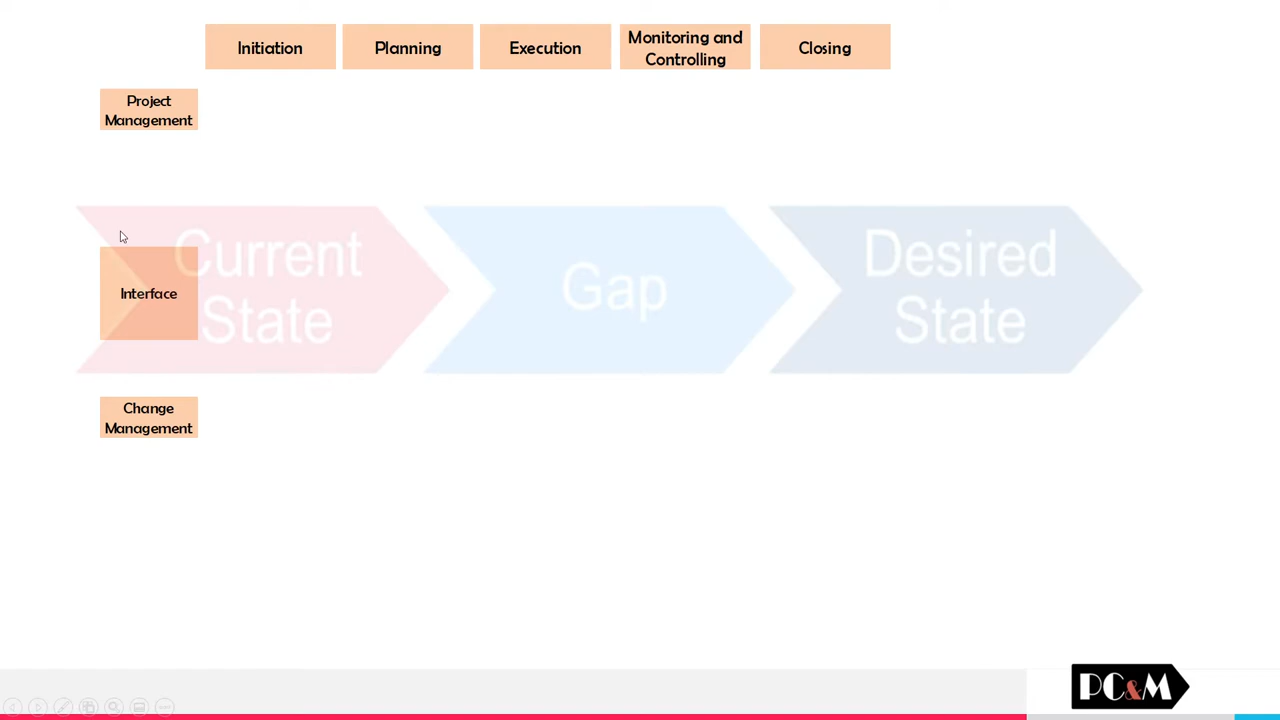 Initiation
Planning
Execution
Monitoring and
Controlling
Closing
Project
Management
Current
State
Gap
Desired
State
Interface
Change
Management
PC&M